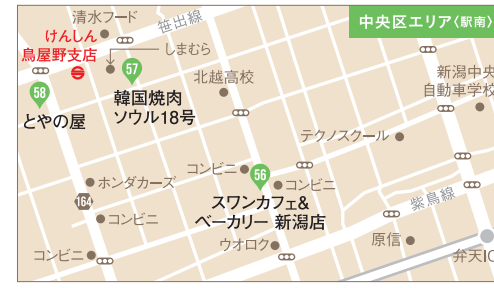 清水フード
笹出線
中央区エリア〈駅南〉
けんしん
鳥屋野支店
しまむら
57
韓国焼肉
ソウル18号
北越高校
新潟中央
自動車学校
58
とやの屋
テクノスクール
コンビニ
56
コンビニ
ホンダカーズ
164
コンビニ
スワンカフェ&
ベーカリー 新潟店
紫鳥線
コンビニ
ウオロク
原信
弁天IC